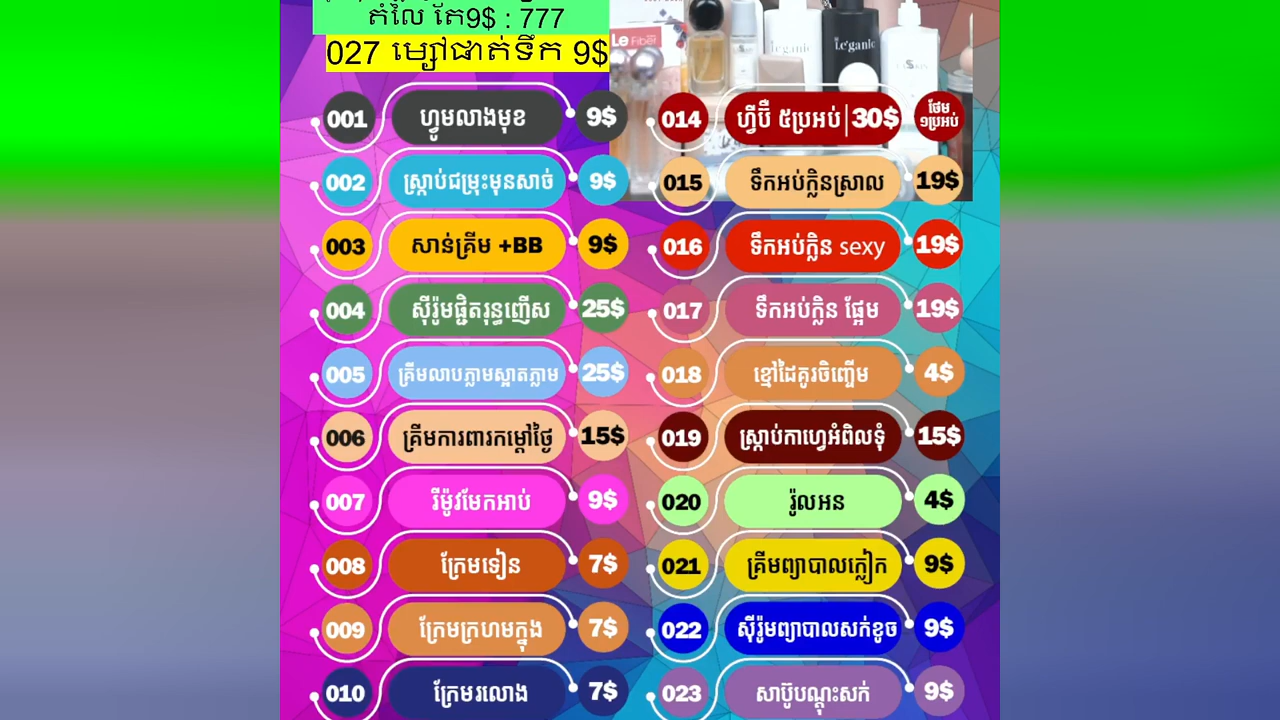 តំលៃ តែ9$ : 777
027 ម្សៅផាត់ទឹក 9$
Le Fiber
Le'ganic
001 ហ្វូមលាងមុខ 9$
002 ស្ក្រាប់ជម្រុះមុនសាច់ 9$
003 សាន់គ្រីម +BB 9$
004 ស៊ីរ៉ូមផ្ជិតរុន្ធញើស 25$
005 គ្រីមលាបភ្លាមស្អាតភ្លាម 25$
006 គ្រីមការពារកម្តៅថ្ងៃ 15$
007 រីម៉ូវមែកអាប់ 9$
008 ក្រែមទៀន 7$
009 ក្រែមក្រហមក្នុង 7$
010 ក្រែមរលោង 7$
014 ហ្វីប៊ឺ ៥ប្រអប់ 30$ ថែម ១ប្រអប់
015 ទឹកអប់ក្លិនស្រាល 19$
016 ទឹកអប់ក្លិន sexy 19$
017 ទឹកអប់ក្លិន ផ្អែម 19$
018 ខ្មៅដៃគូរចិញ្ចើម 4$
019 ស្ក្រាប់កាហ្វេអំពិលទុំ 15$
020 រ៉ូលអន 4$
021 គ្រីមព្យាបាលក្លៀក 9$
022 ស៊ីរ៉ូមព្យាបាលសក់ខូច 9$
023 សាប៊ូបណ្តុះសក់ 9$